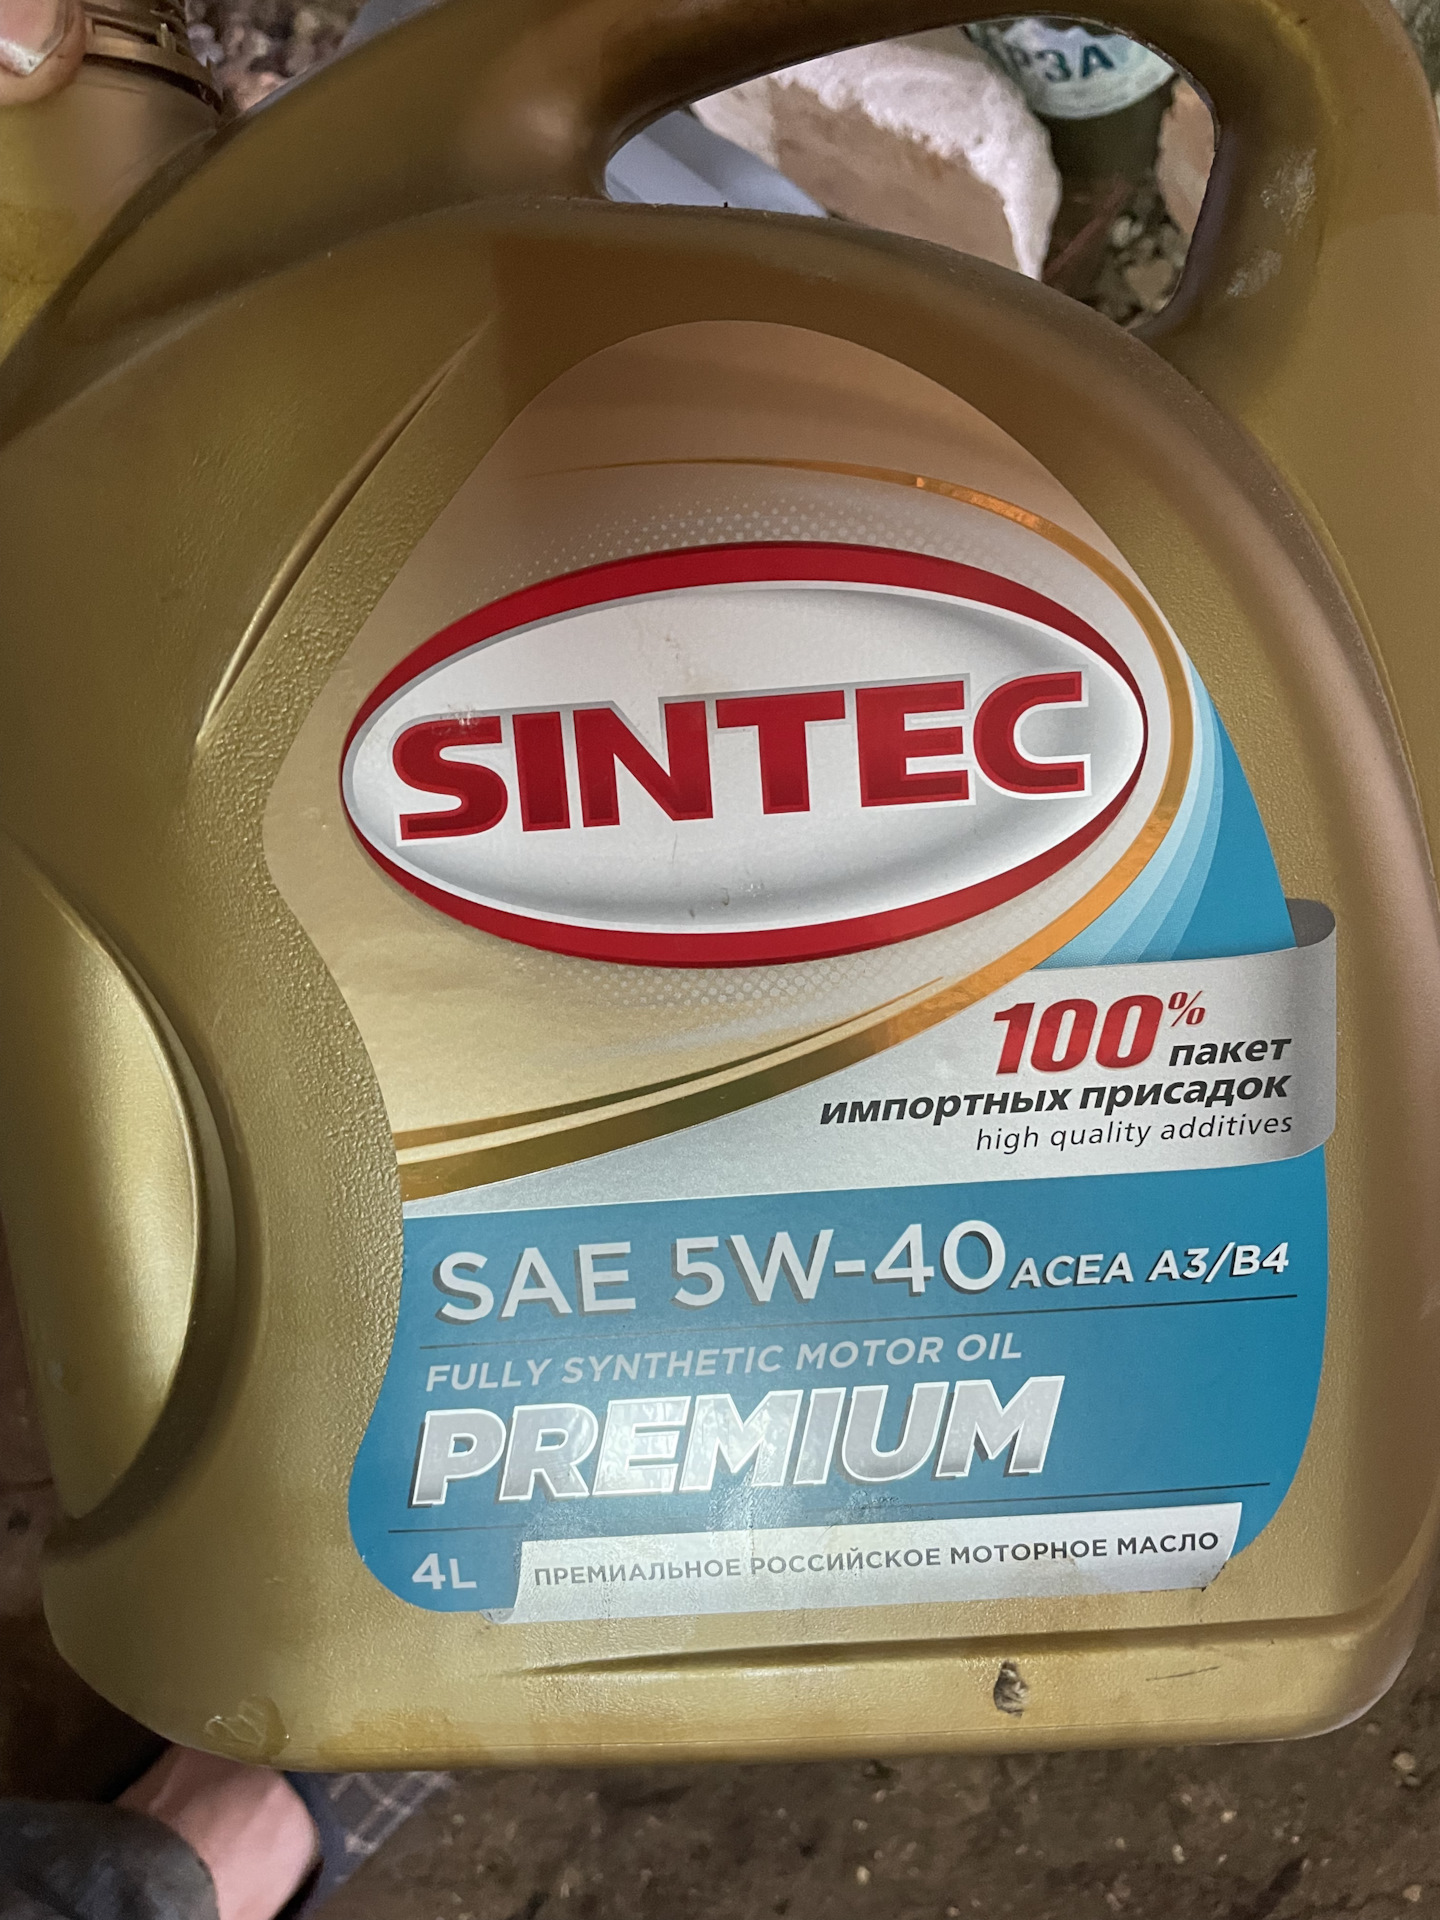 РЗА
SINTEC
100%
пакет
импортных присадок
high quality additives
SAE 5W-40 ACEA A3/B4
FULLY SYNTHETIC MOTOR OIL
PREMIUM
4L
ПРЕМИАЛЬНОЕ РОССИЙСКОЕ МОТОРНОЕ МАСЛО